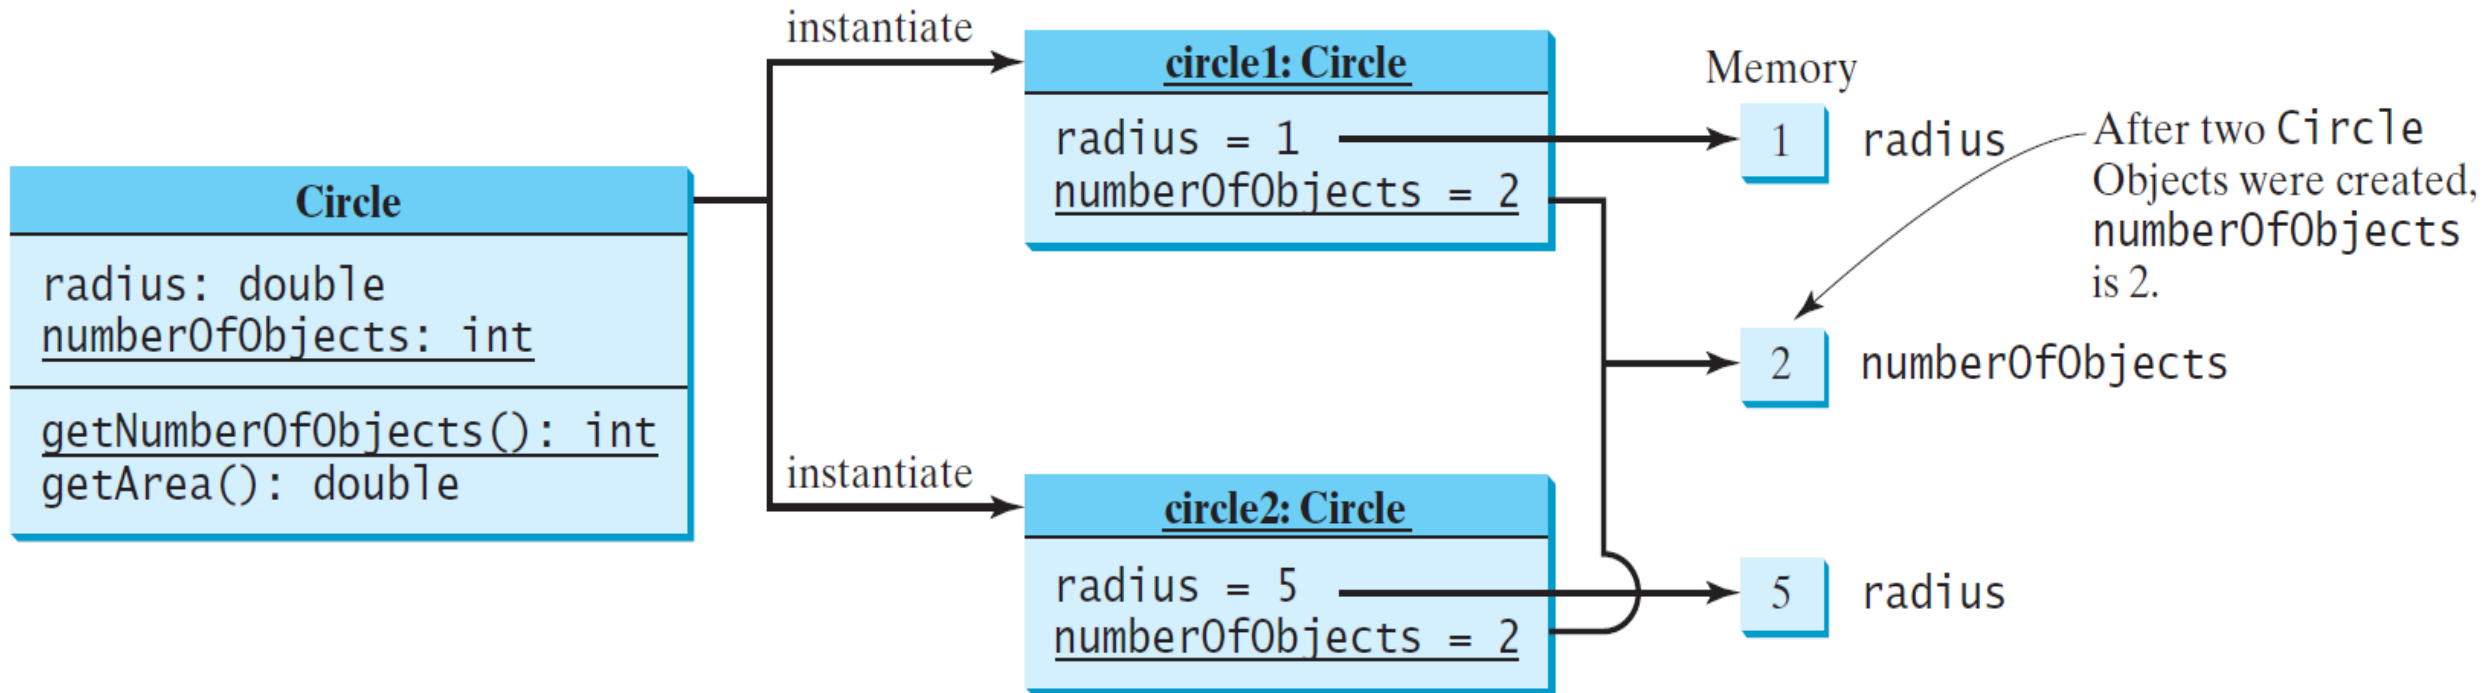 Circle
radius: double
numberOfObjects: int
getNumberOfObjects(): int
getArea(): double
instantiate
circle1: Circle
radius = 1
numberOfObjects = 2
instantiate
circle2: Circle
radius = 5
numberOfObjects = 2
Memory
1 radius
2 numberOfObjects
5 radius
After two Circle
Objects were created,
numberOfObjects
is 2.